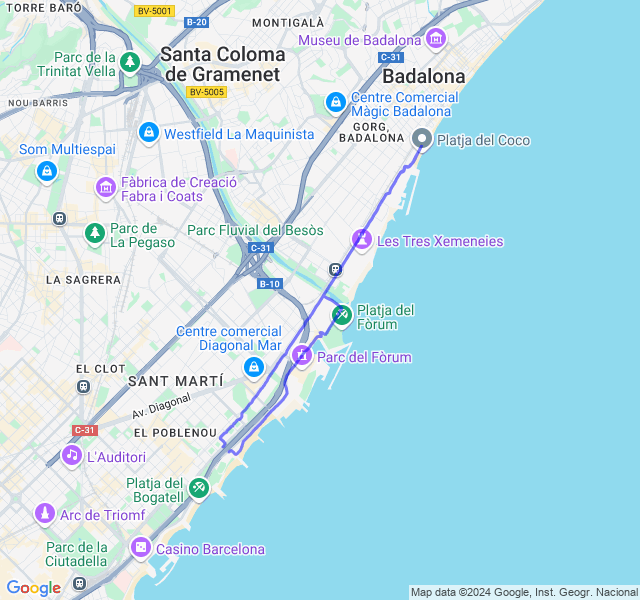 TORRE BARÓ
BV-5001
B-20
MONTIGALÀ
Museu de Badalona
Parc de la
Trinitat Vella
Santa Coloma
de Gramenet
C-31
Badalona
BV-5005
NOU BARRIS
Centre Comercial
Màgic Badalona
Westfield La Maquinista
GORG,
BADALONA
Platja del Coco
Som Multiespai
Fàbrica de Creació
Fabra i Coats
Parc de
La Pegaso
Parc Fluvial del Besòs
C-31
Les Tres Xemeneies
LA SAGRERA
B-10
Platja del
Fòrum
Centre comercial
Diagonal Mar
Parc del Fòrum
EL CLOT
SANT MARTÍ
Av. Diagonal
C-31
EL POBLENOU
L'Auditori
Platja del
Bogatell
Arc de Triomf
Parc de la
Ciutadella
Casino Barcelona
Google
Map data ©2024 Google, Inst. Geogr. Nacional